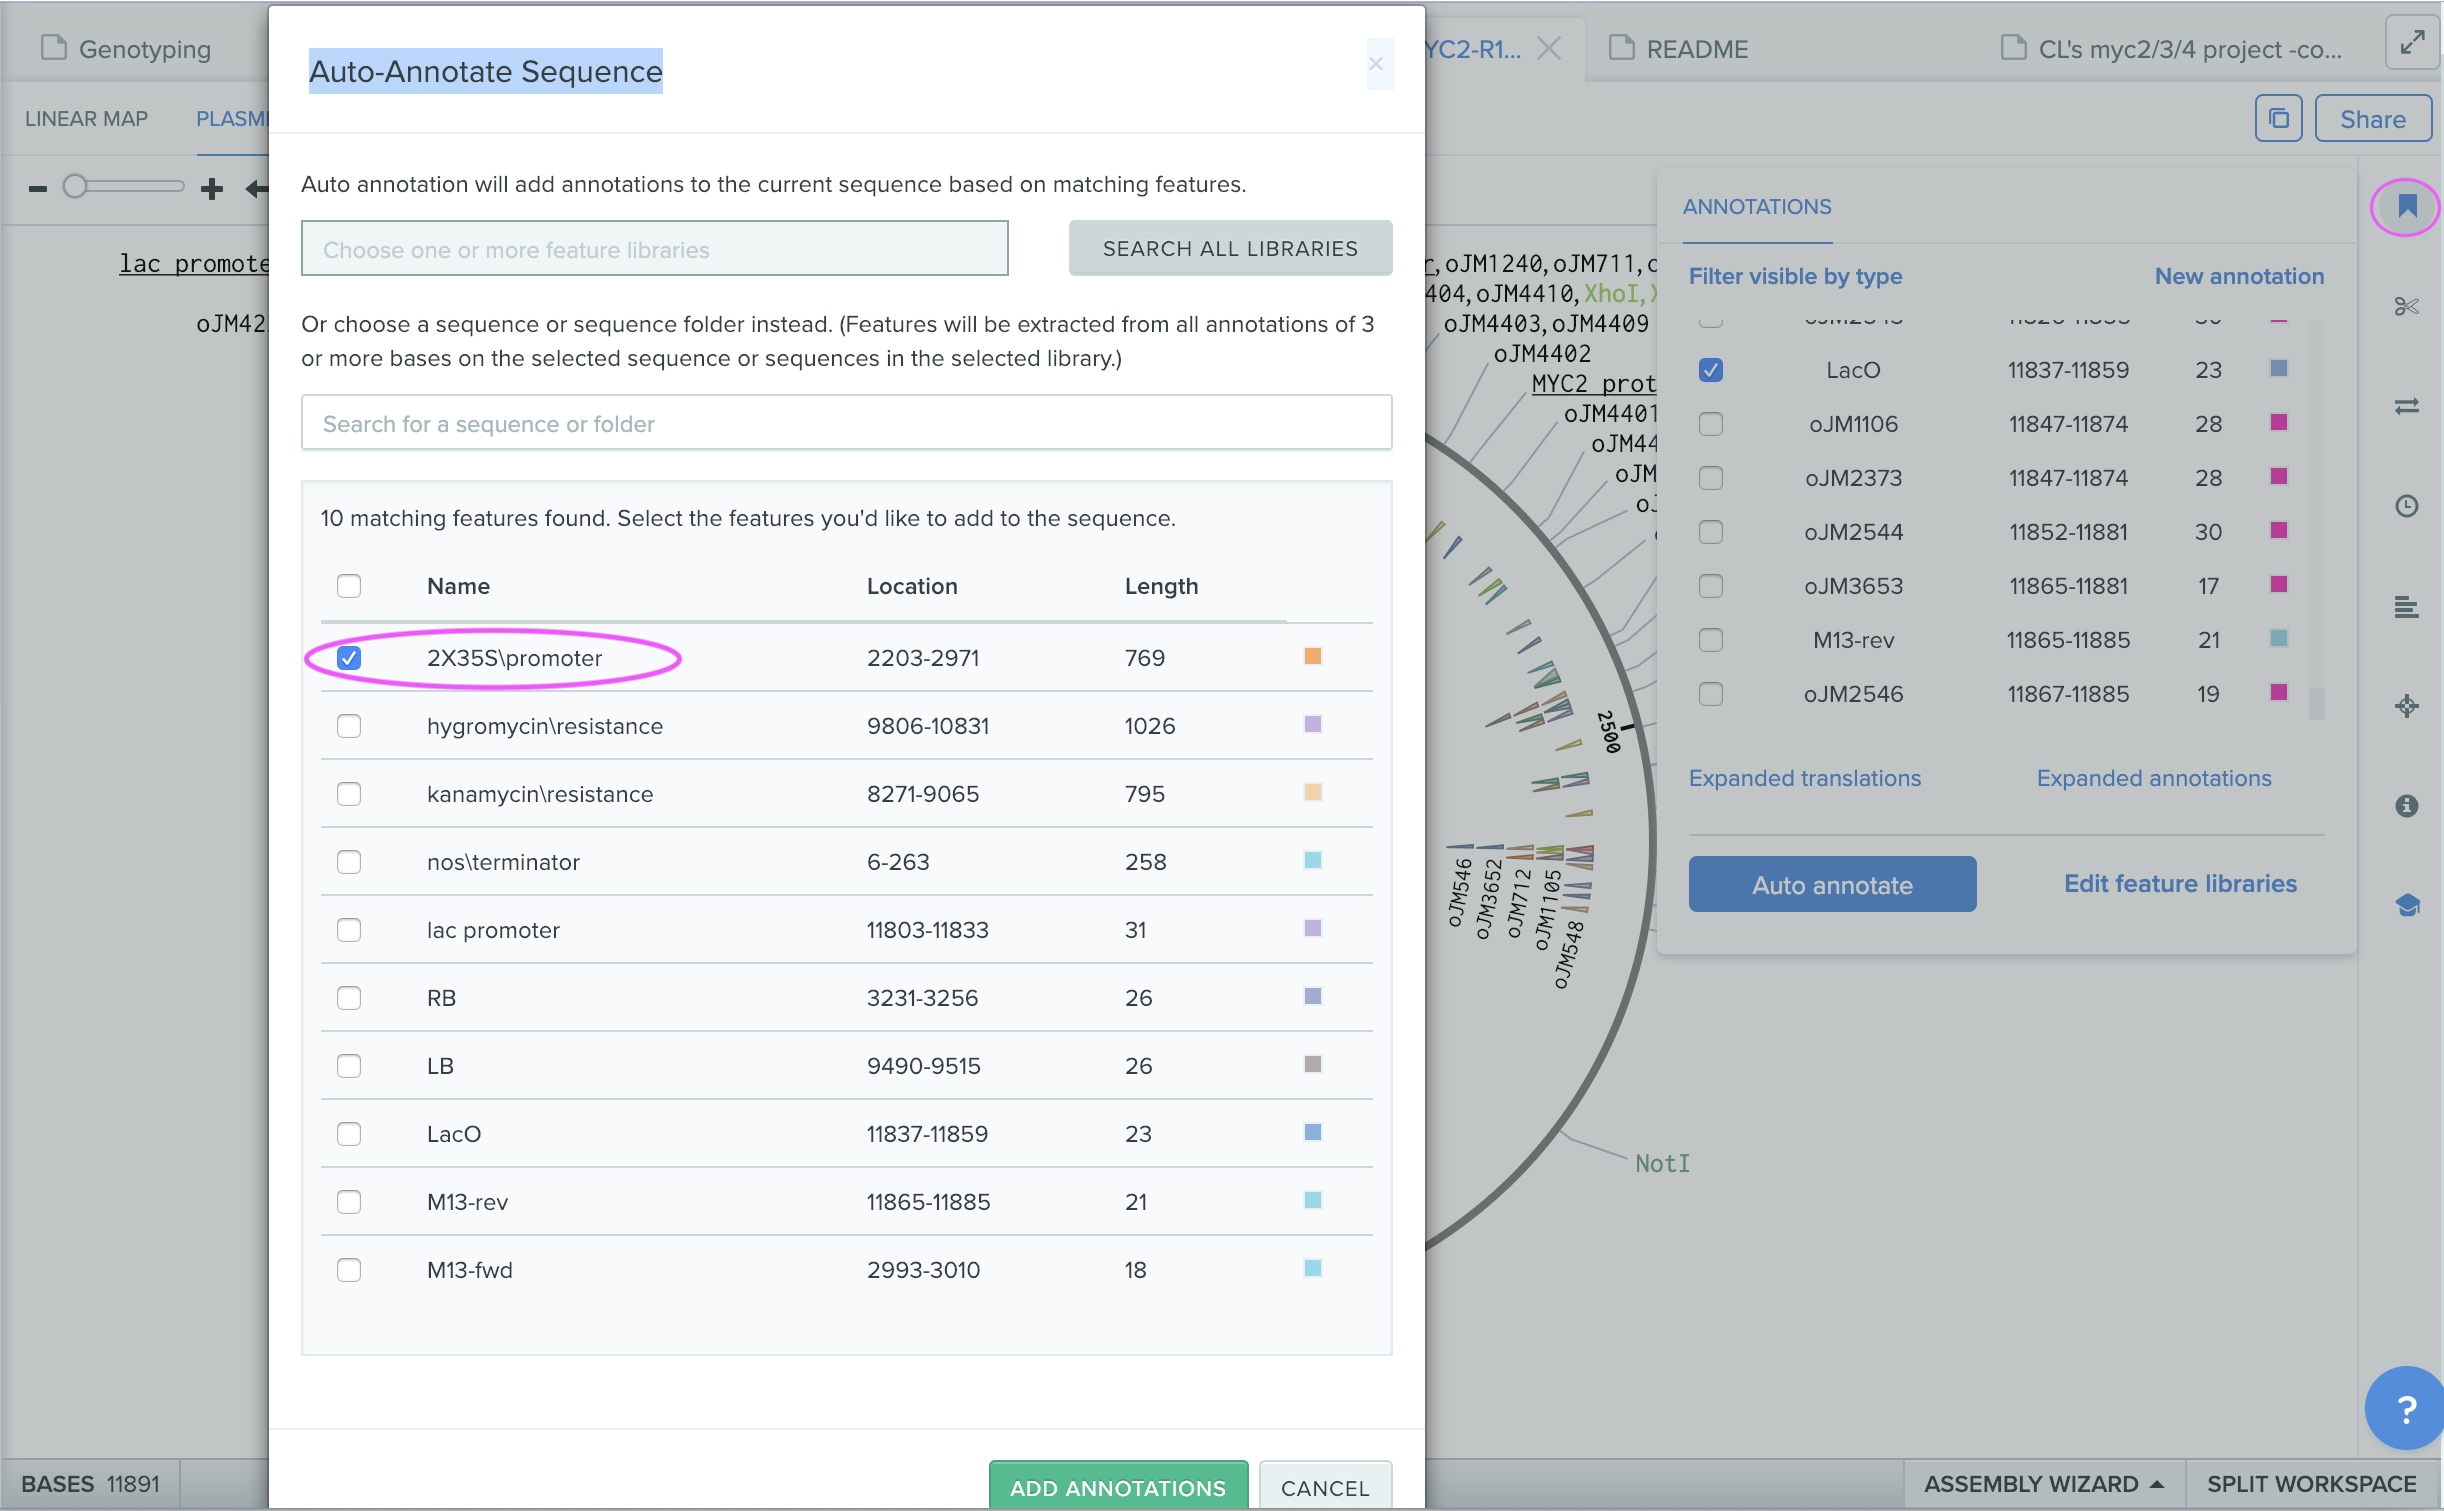 Genotyping
YC2-R1...
README
CL's myc2/3/4 project -co...
LINEAR MAP
PLASM
Share
lac promote
oJM42
Auto-Annotate Sequence
×
Auto annotation will add annotations to the current sequence based on matching features.
Choose one or more feature libraries
SEARCH ALL LIBRARIES
Or choose a sequence or sequence folder instead. (Features will be extracted from all annotations of 3
or more bases on the selected sequence or sequences in the selected library.)
Search for a sequence or folder
10 matching features found. Select the features you'd like to add to the sequence.
Name Location Length
2X35S\promoter 2203-2971 769
hygromycin\resistance 9806-10831 1026
kanamycin\resistance 8271-9065 795
nos\terminator 6-263 258
lac promoter 11803-11833 31
RB 3231-3256 26
LB 9490-9515 26
LacO 11837-11859 23
M13-rev 11865-11885 21
M13-fwd 2993-3010 18
ADD ANNOTATIONS
CANCEL
r,oJM1240,oJM711,o
404,oJM4410,XhoI,X
oJM4403,oJM4409
oJM4402
MYC2 prot
oJM4401
oJM44
oJM
oJ
2500
oJM546
oJM3652
oJM712
oJM1105
oJM548
NotI
ANNOTATIONS
Filter visible by type
New annotation
LacO 11837-11859 23
oJM1106 11847-11874 28
oJM2373 11847-11874 28
oJM2544 11852-11881 30
oJM3653 11865-11881 17
M13-rev 11865-11885 21
oJM2546 11867-11885 19
Expanded translations
Expanded annotations
Auto annotate
Edit feature libraries
?
BASES 11891
ASSEMBLY WIZARD
SPLIT WORKSPACE